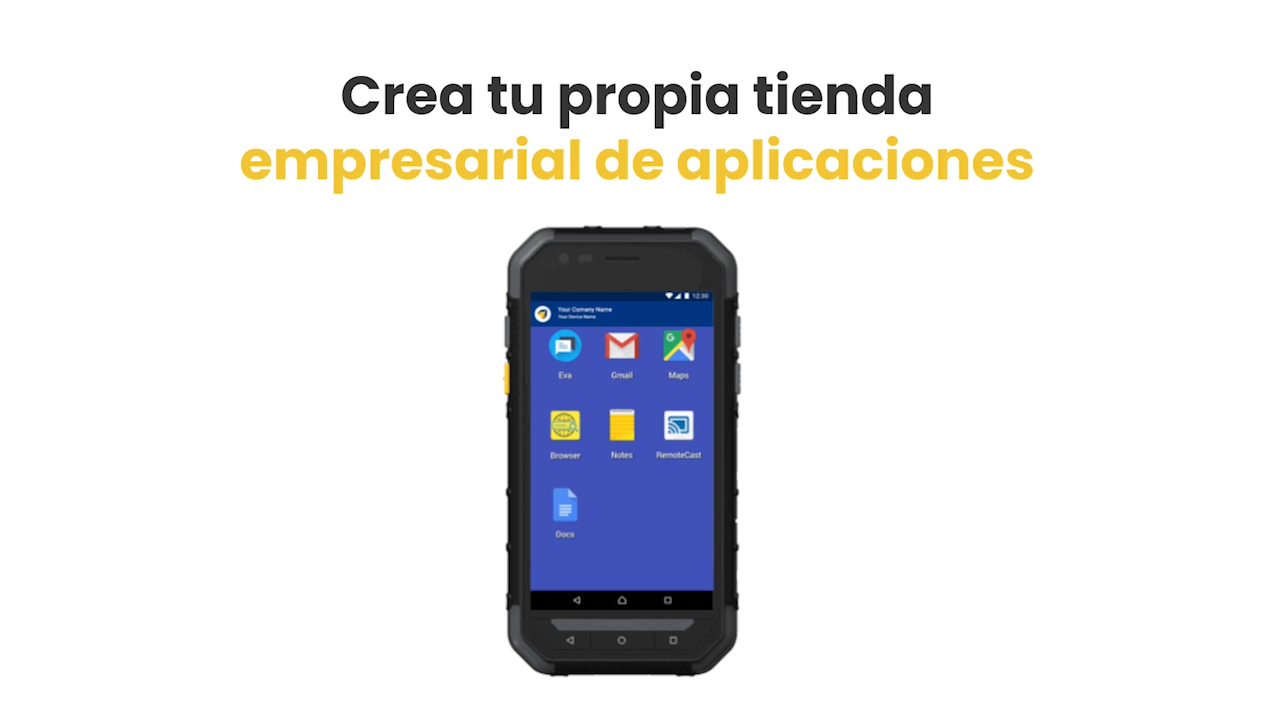 Crea tu propia tienda
empresarial de aplicaciones
12:30
Your Comany Name
Your Device Name
Eva Gmail Maps
Browser Notes RemoteCast
Docs